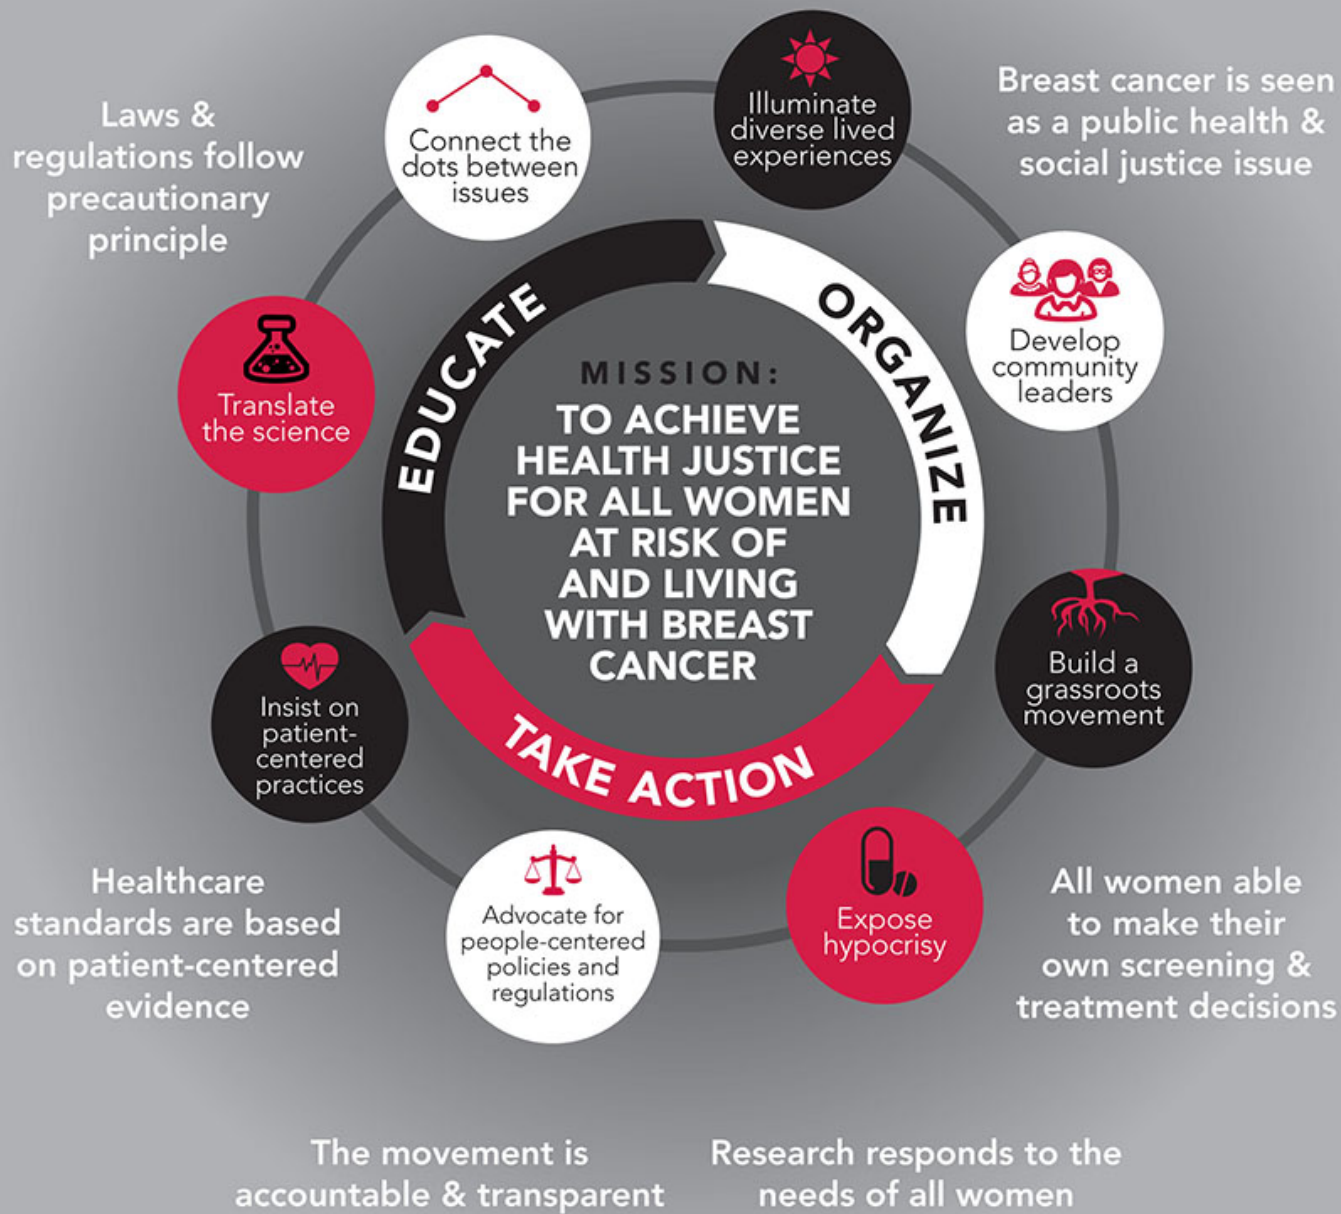 Laws &
regulations follow
precautionary
principle
Connect the
dots between
issues
Illuminate
diverse lived
experiences
Breast cancer is seen
as a public health &
social justice issue
Translate
the science
EDUCATE
ORGANIZE
Develop
community
leaders
MISSION:
TO ACHIEVE
HEALTH JUSTICE
FOR ALL WOMEN
AT RISK OF
AND LIVING
WITH BREAST
CANCER
Insist on
patient-
centered
practices
TAKE ACTION
Build a
grassroots
movement
Healthcare
standards are based
on patient-centered
evidence
Advocate for
people-centered
policies and
regulations
Expose
hypocrisy
All women able
to make their
own screening &
treatment decisions
The movement is
accountable & transparent
Research responds to the
needs of all women